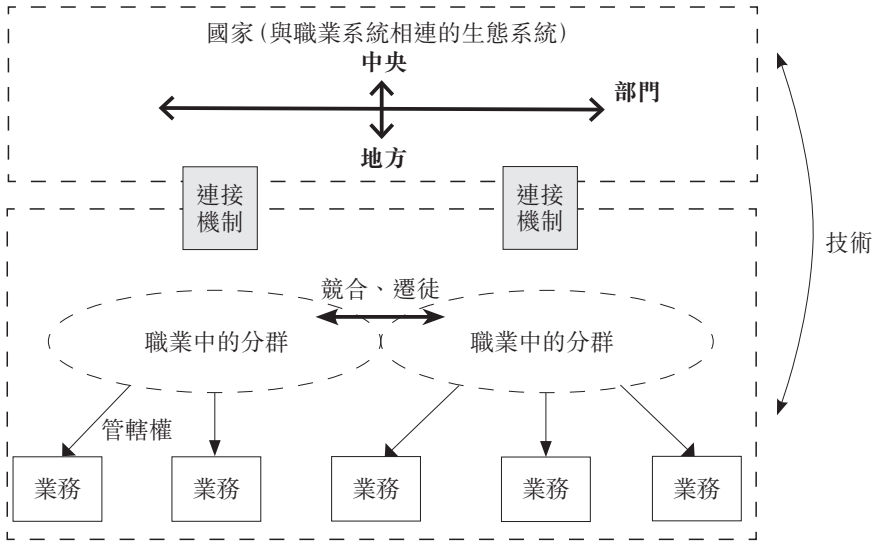 國家(與職業系統相連的生態系統)
中央
部門
地方
連接
機制
連接
機制
技術
競合、遷徒
職業中的分群
職業中的分群
管轄權
業務
業務
業務
業務
業務